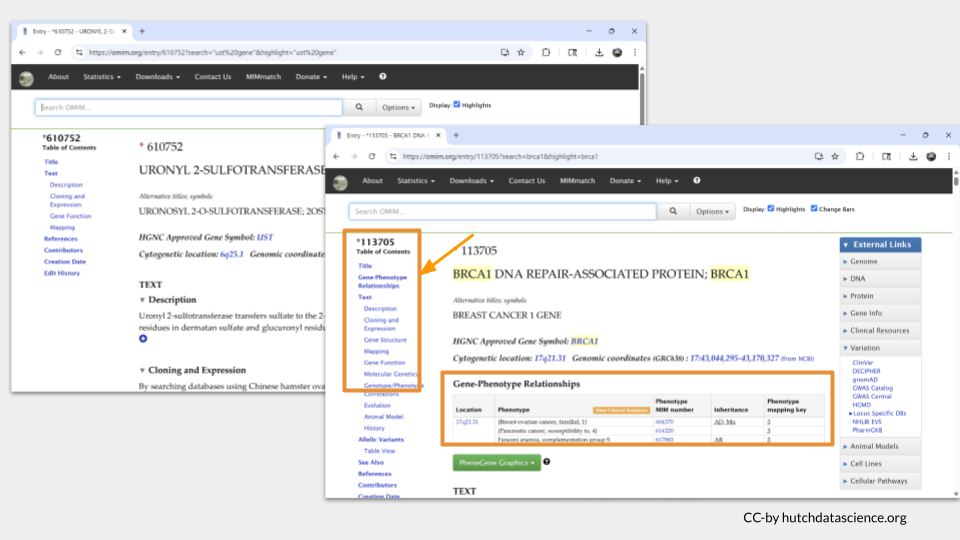 Entry - *610752 - URONYL 2-SU
https://omim.org/entry/610752?search="ust%20gene"&highlight="ust%20gene"
About Statistics Downloads Contact Us MIMmatch Donate Help
Search OMIM...
Options
Display: Highlights
*610752
Table of Contents
Title
Text
Description
Cloning and
Expression
Gene Function
Mapping
References
Contributors
Creation Date
Edit History
* 610752
URONYL 2-SULFOTRANSFERASE
Alternative titles; symbols
URONOSYL 2-O-SULFOTRANSFERASE; 2OST
HGNC Approved Gene Symbol: UST
Cytogenetic location: 6q25.1 Genomic coordinate
TEXT
Description
Uronyl 2-sulfotransferase transfers sulfate to the 2-
residues in dermatan sulfate and glucuronyl residu
Cloning and Expression
By searching databases using Chinese hamster ova
Entry - *113705 - BRCA1 DNA
https://omim.org/entry/113705?search=brca1&highlight=brca1
About Statistics Downloads Contact Us MIMmatch Donate Help
Search OMIM...
Options
Display: Highlights Change Bars
*113705
Table of Contents
Title
Gene-Phenotype
Relationships
Text
Description
Cloning and
Expression
Gene Structure
Mapping
Gene Function
Molecular Genetics
Genotype/Phenotype
Correlations
Evolution
Animal Model
History
Allelic Variants
Table View
See Also
References
Contributors
Creation Date
113705
BRCA1 DNA REPAIR-ASSOCIATED PROTEIN; BRCA1
Alternative titles; symbols
BREAST CANCER 1 GENE
HGNC Approved Gene Symbol: BRCA1
Cytogenetic location: 17q21.31 Genomic coordinates (GRCh38) : 17:43,044,295-43,170,327 (from NCBI)
Gene-Phenotype Relationships
Location Phenotype View Clinical Synopses Phenotype MIM number Inheritance Phenotype mapping key
17q21.31 {Breast-ovarian cancer, familial, 1} 604370 AD, Mu 3
{Pancreatic cancer, susceptibility to, 4} 614320 3
Fanconi anemia, complementation group S 617883 AR 3
PheneGene Graphics
TEXT
External Links
Genome
DNA
Protein
Gene Info
Clinical Resources
Variation
ClinVar
DECIPHER
gnomAD
GWAS Catalog
GWAS Central
HGMD
Locus Specific DBs
NHLBI EVS
PharmGKB
Animal Models
Cell Lines
Cellular Pathways
CC-by hutchdatascience.org